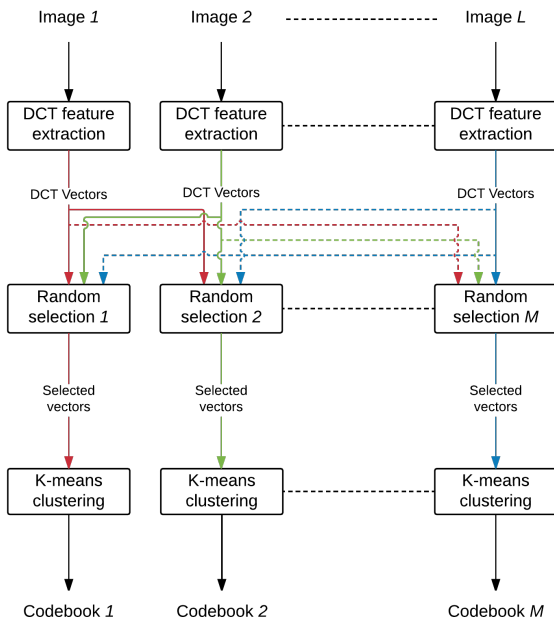 Image 1
Image 2
Image L
DCT feature
extraction
DCT feature
extraction
DCT feature
extraction
DCT Vectors
DCT Vectors
DCT Vectors
Random
selection 1
Random
selection 2
Random
selection M
Selected
vectors
Selected
vectors
Selected
vectors
K-means
clustering
K-means
clustering
K-means
clustering
Codebook 1
Codebook 2
Codebook M